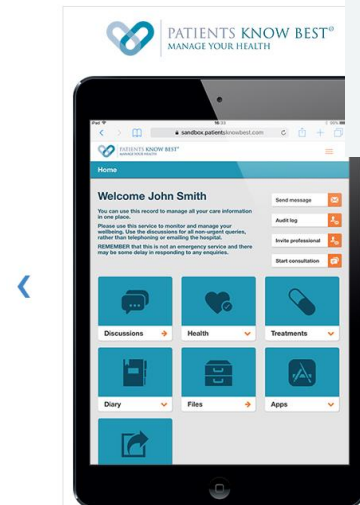 PATIENTS KNOW BEST®
MANAGE YOUR HEALTH
iPad
sandbox.patientsknowbest.com
PATIENTS KNOW BEST®
MANAGE YOUR HEALTH
Home
Welcome John
Smith
You can use this record to manage all your care information
in one place.
Please use this service to monitor and manage your
wellbeing. Use the discussions for all non-urgent queries,
rather than telephoning or emailing the hospital.
REMEMBER that this is not an emergency service and there
may be some delay in responding to any enquiries.
Send message
Audit log
Invite professional
Start consultation
Discussions
Health
Treatments
Diary
Files
Apps